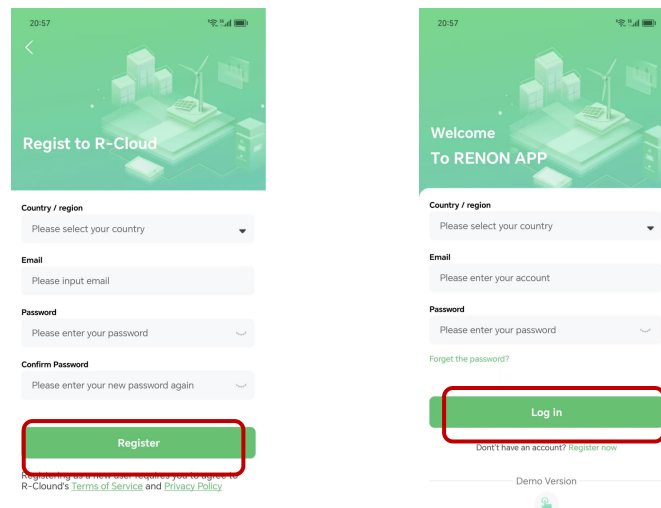 20:57
Regist to R-Cloud
Country / region
Please select your country
Email
Please input email
Password
Please enter your password
Confirm Password
Please enter your new password again
Register
Registering as a new user requires you to agree to
R-Clound's Terms of Service and Privacy Policy
20:57
Welcome
To RENON APP
Country / region
Please select your country
Email
Please enter your account
Password
Please enter your password
Forget the password?
Log in
Dont't have an account? Register now
Demo Version